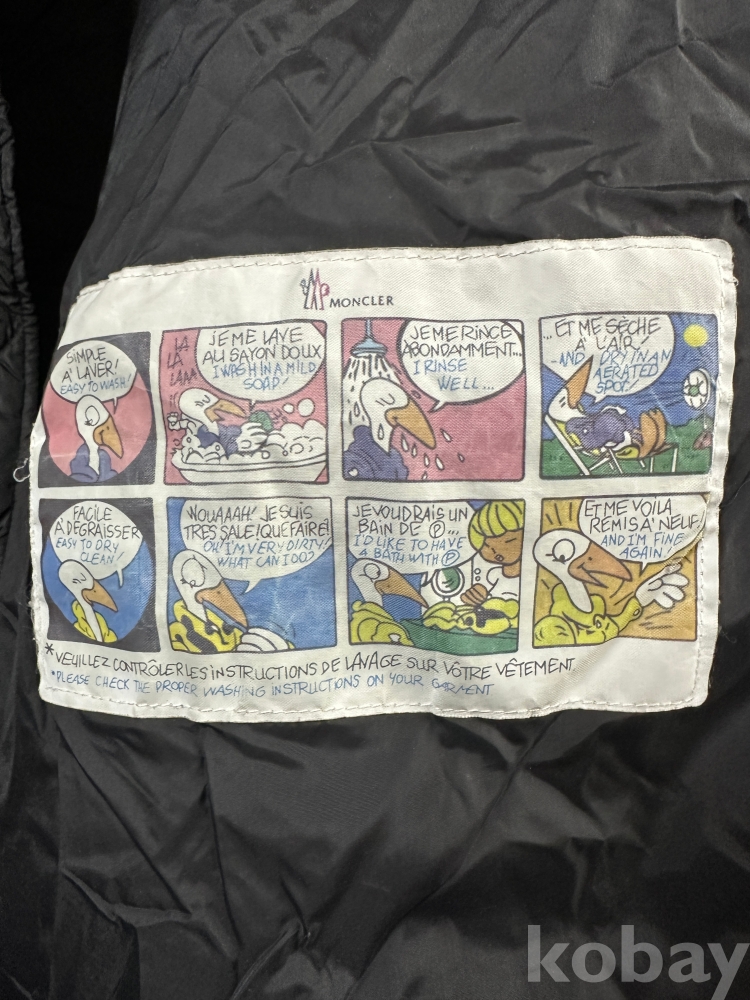 MONCLER
SIMPLE
A' LAVER!
EASY TO WASH!
LA
LA
LAM
JE ME LAVE
AU SAVON DOUX
I WASH IN A MILD
SOAP!
JE ME RINCE
ABONDAMMENT...
I RINSE
WELL...
...ET ME SÈCHE
A' L'AIR!
-AND DRY IN AN
AERATED
SPOT!
FACILE
A' DEGRAISSER
EASY TO DRY
CLEAN!
WOUAAAH! JE SUIS
TRES SALE! QUE FAIRE!
OH! I'M VERY DIRTY!!
WHAT CAN I DO?
JE VOUDRAIS UN
BAIN DE Ⓟ...
I'D LIKE TO HAVE
A BATH WITH Ⓟ
ET ME VOILA
REMIS A' NEUF!
AND I'M FINE
AGAIN!
*VEUILLEZ CONTRÔLER LES INSTRUCTIONS DE LAVAGE SUR VÔTRE VÊTEMENT
*PLEASE CHECK THE PROPER WASHING INSTRUCTIONS ON YOUR GARMENT
kobay